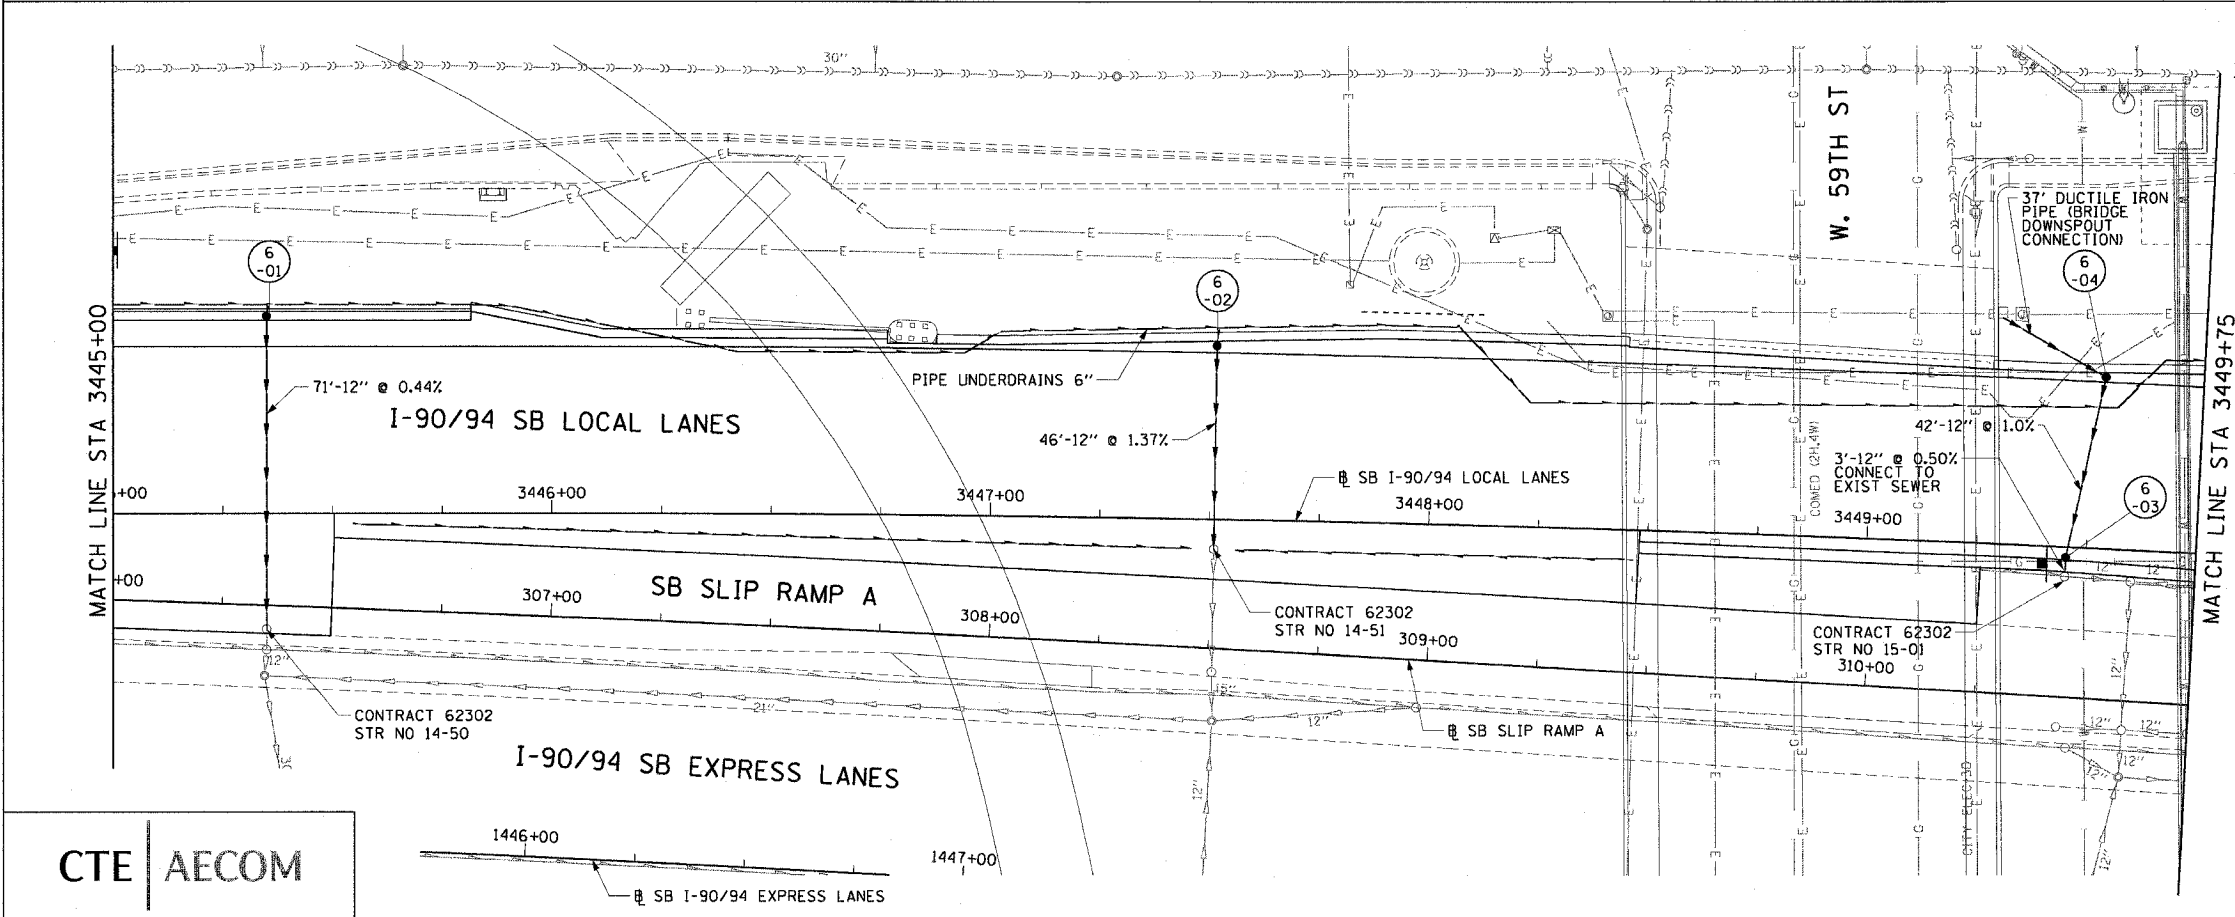 30''
W. 59TH ST
37' DUCTILE IRON
PIPE (BRIDGE
DOWNSPOUT
CONNECTION)
6
-01
6
-02
6
-04
MATCH LINE STA 3445+00
MATCH LINE STA 3449+75
71'-12'' @ 0.44%
PIPE UNDERDRAINS 6''
I-90/94 SB LOCAL LANES
46'-12'' @ 1.37%
42'-12'' @ 1.0%
3'-12'' @ 0.50%
CONNECT TO
EXIST SEWER
COMED (2H,4W)
6
-03
℄ SB I-90/94 LOCAL LANES
+00
3446+00
3447+00
3448+00
3449+00
+00
307+00
SB SLIP RAMP A
308+00
309+00
310+00
CONTRACT 62302
STR NO 14-51
CONTRACT 62302
STR NO 15-01
CONTRACT 62302
STR NO 14-50
12''
21''
12''
12''
12''
12''
12''
12''
12''
12''
12''
12''
12''
℄ SB SLIP RAMP A
I-90/94 SB EXPRESS LANES
1446+00
1447+00
℄ SB I-90/94 EXPRESS LANES
CTE AECOM